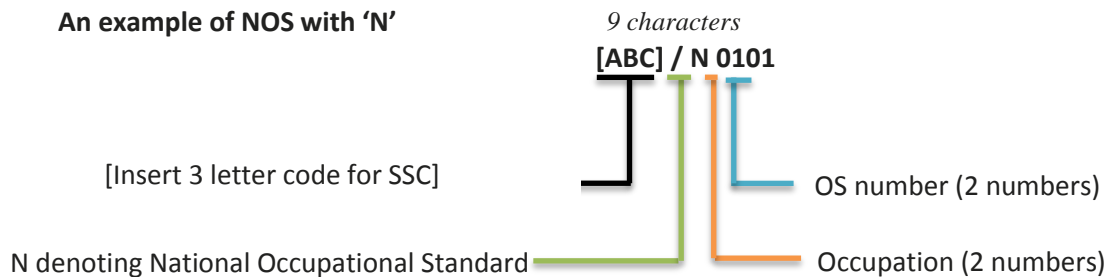 An example of NOS with ‘N’
9 characters
[ABC] / N 0101
[Insert 3 letter code for SSC]
OS number (2 numbers)
N denoting National Occupational Standard
Occupation (2 numbers)